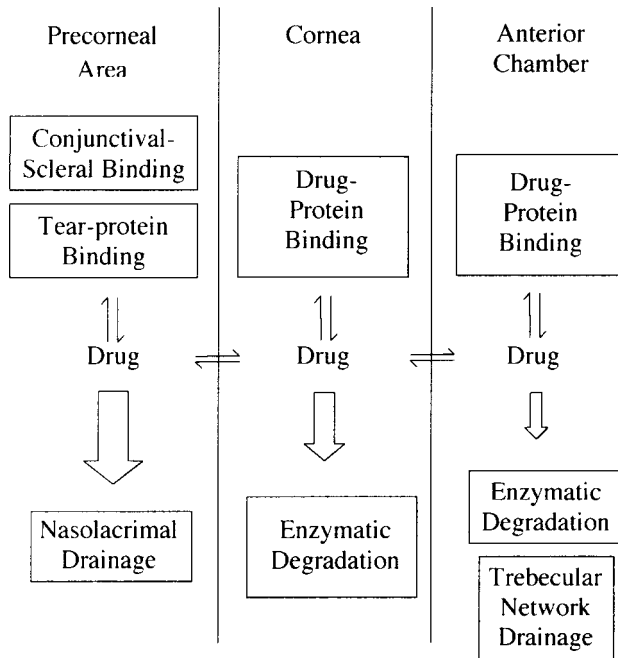 Precorneal
Area
Conjunctival-
Scleral Binding
Tear-protein
Binding
Drug
Nasolacrimal
Drainage
Cornea
Drug-
Protein
Binding
Drug
Enzymatic
Degradation
Anterior
Chamber
Drug-
Protein
Binding
Drug
Enzymatic
Degradation
Trebecular
Network
Drainage